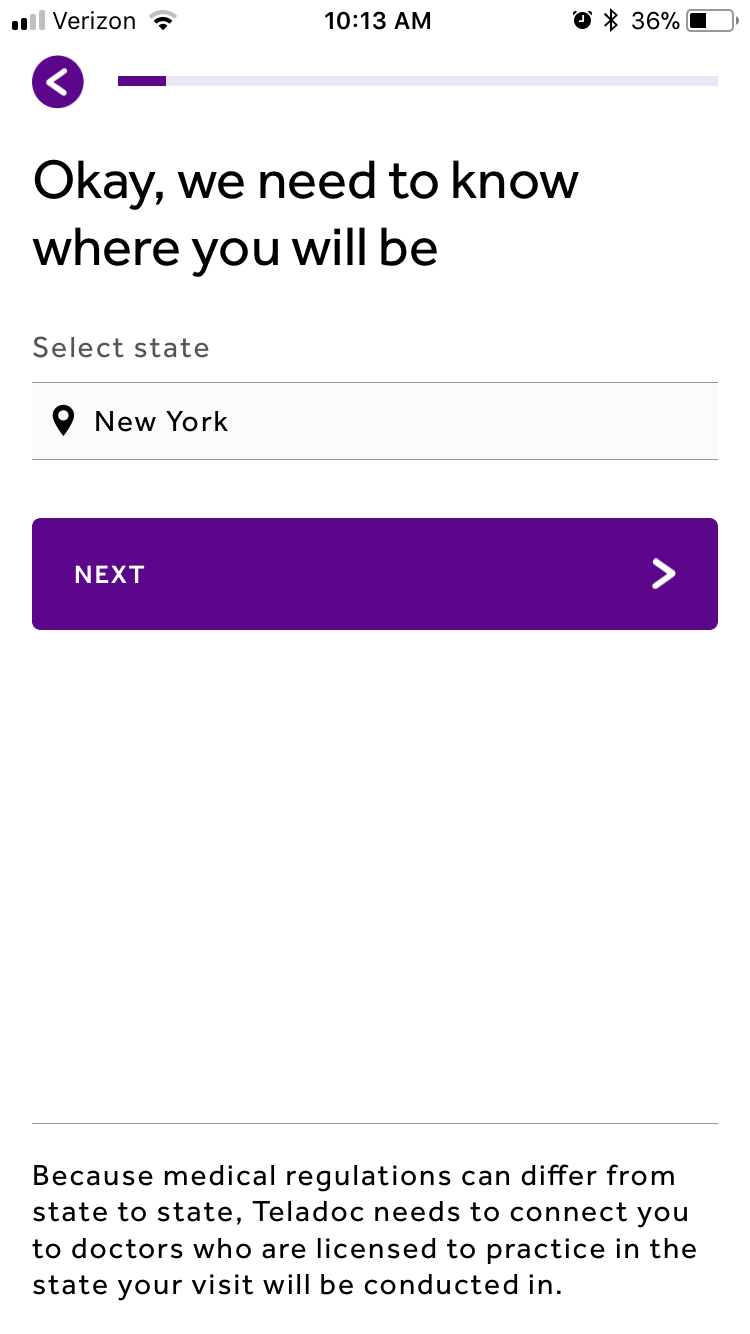 Verizon 10:13 AM 36%
Okay, we need to know
where you will be
Select state
New York
NEXT
Because medical regulations can differ from
state to state, Teladoc needs to connect you
to doctors who are licensed to practice in the
state your visit will be conducted in.